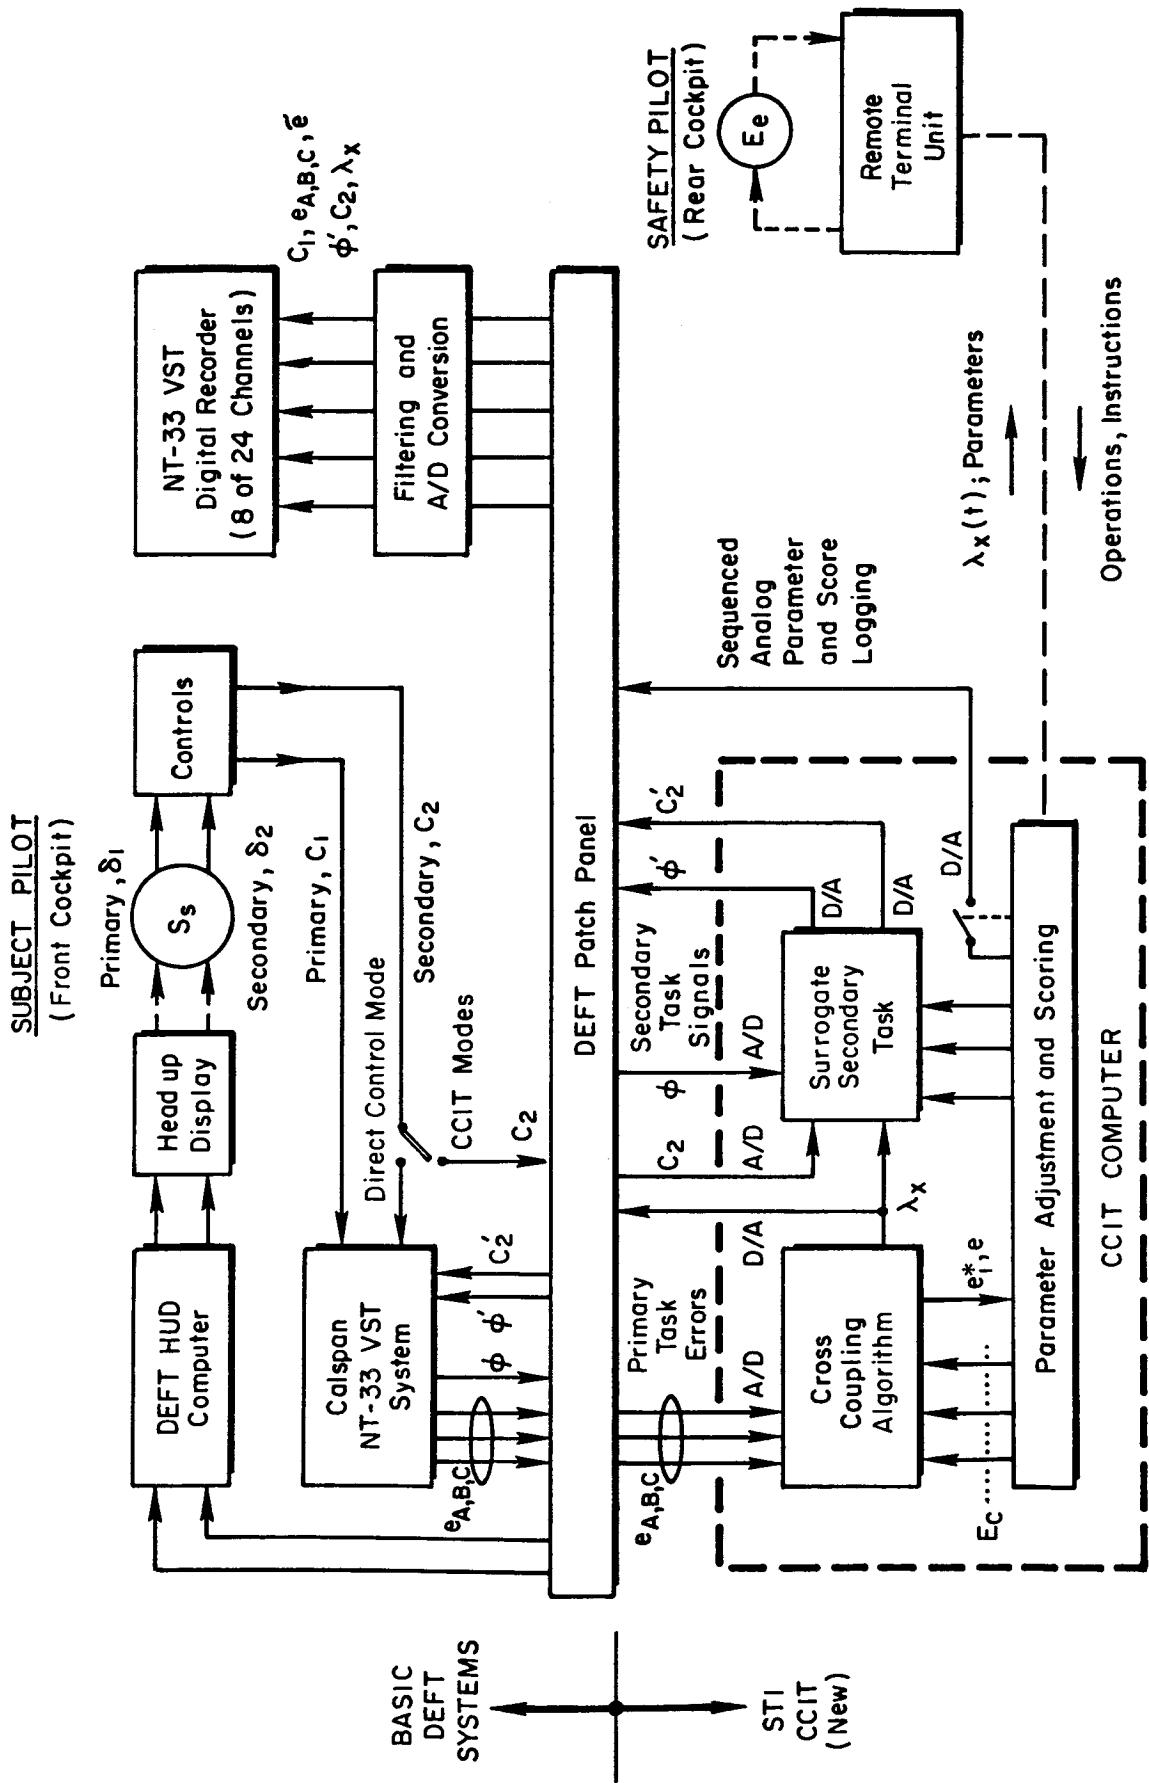 SUBJECT PILOT
(Front Cockpit)
DEFT HUD
Computer
Head up
Display
Primary, δ1
Ss
Secondary, δ2
Controls
NT-33 VST
Digital Recorder
(8 of 24 Channels)
C1, eA,B,C, ē
ϕ', C2, λx
Filtering and
A/D Conversion
Primary, C1
Secondary, C2
Direct Control Mode
CCIT Modes
C2
Calspan
NT-33 VST
System
eA,B,C
ϕ
ϕ'
C2'
BASIC
DEFT
SYSTEMS
STI
CCIT
(New)
DEFT Patch Panel
SAFETY PILOT
(Rear Cockpit)
Ee
Remote
Terminal
Unit
eA,B,C
Primary
Task
Errors
A/D
D/A
C2
A/D
ϕ
A/D
Secondary
Task
Signals
ϕ'
D/A
C2'
D/A
D/A
Sequenced
Analog
Parameter
and Score
Logging
Cross
Coupling
Algorithm
λx
Surrogate
Secondary
Task
Ec
e1*, e
Parameter Adjustment and Scoring
CCIT COMPUTER
λx(t); Parameters
Operations, Instructions